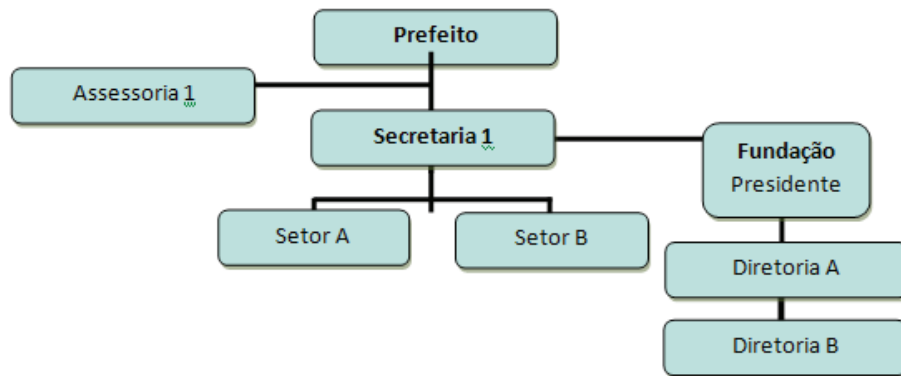 Prefeito
Assessoria 1
Secretaria 1
Fundação
Presidente
Setor A
Setor B
Diretoria A
Diretoria B